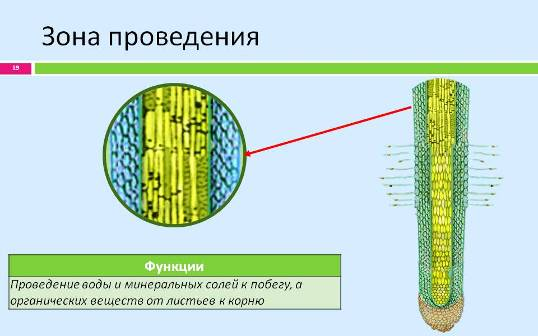 Зона проведения
19
Функции
Проведение воды и минеральных солей к побегу, а
органических веществ от листьев к корню